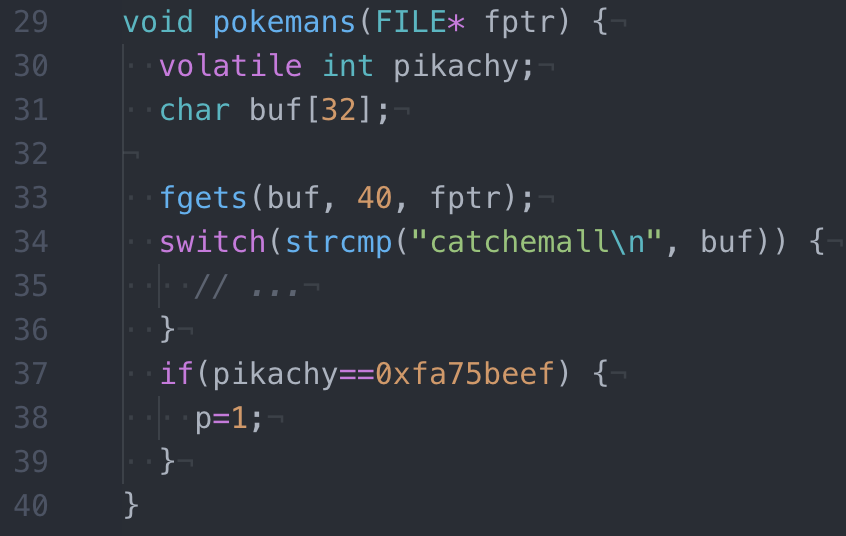 29 void pokemans(FILE* fptr) {¬
30 ··volatile int pikachy;¬
31 ··char buf[32];¬
32 ¬
33 ··fgets(buf, 40, fptr);¬
34 ··switch(strcmp("catchemall\n", buf)) {¬
35 ····// ...¬
36 ··}¬
37 ··if(pikachy==0xfa75beef) {¬
38 ····p=1;¬
39 ··}¬
40 }